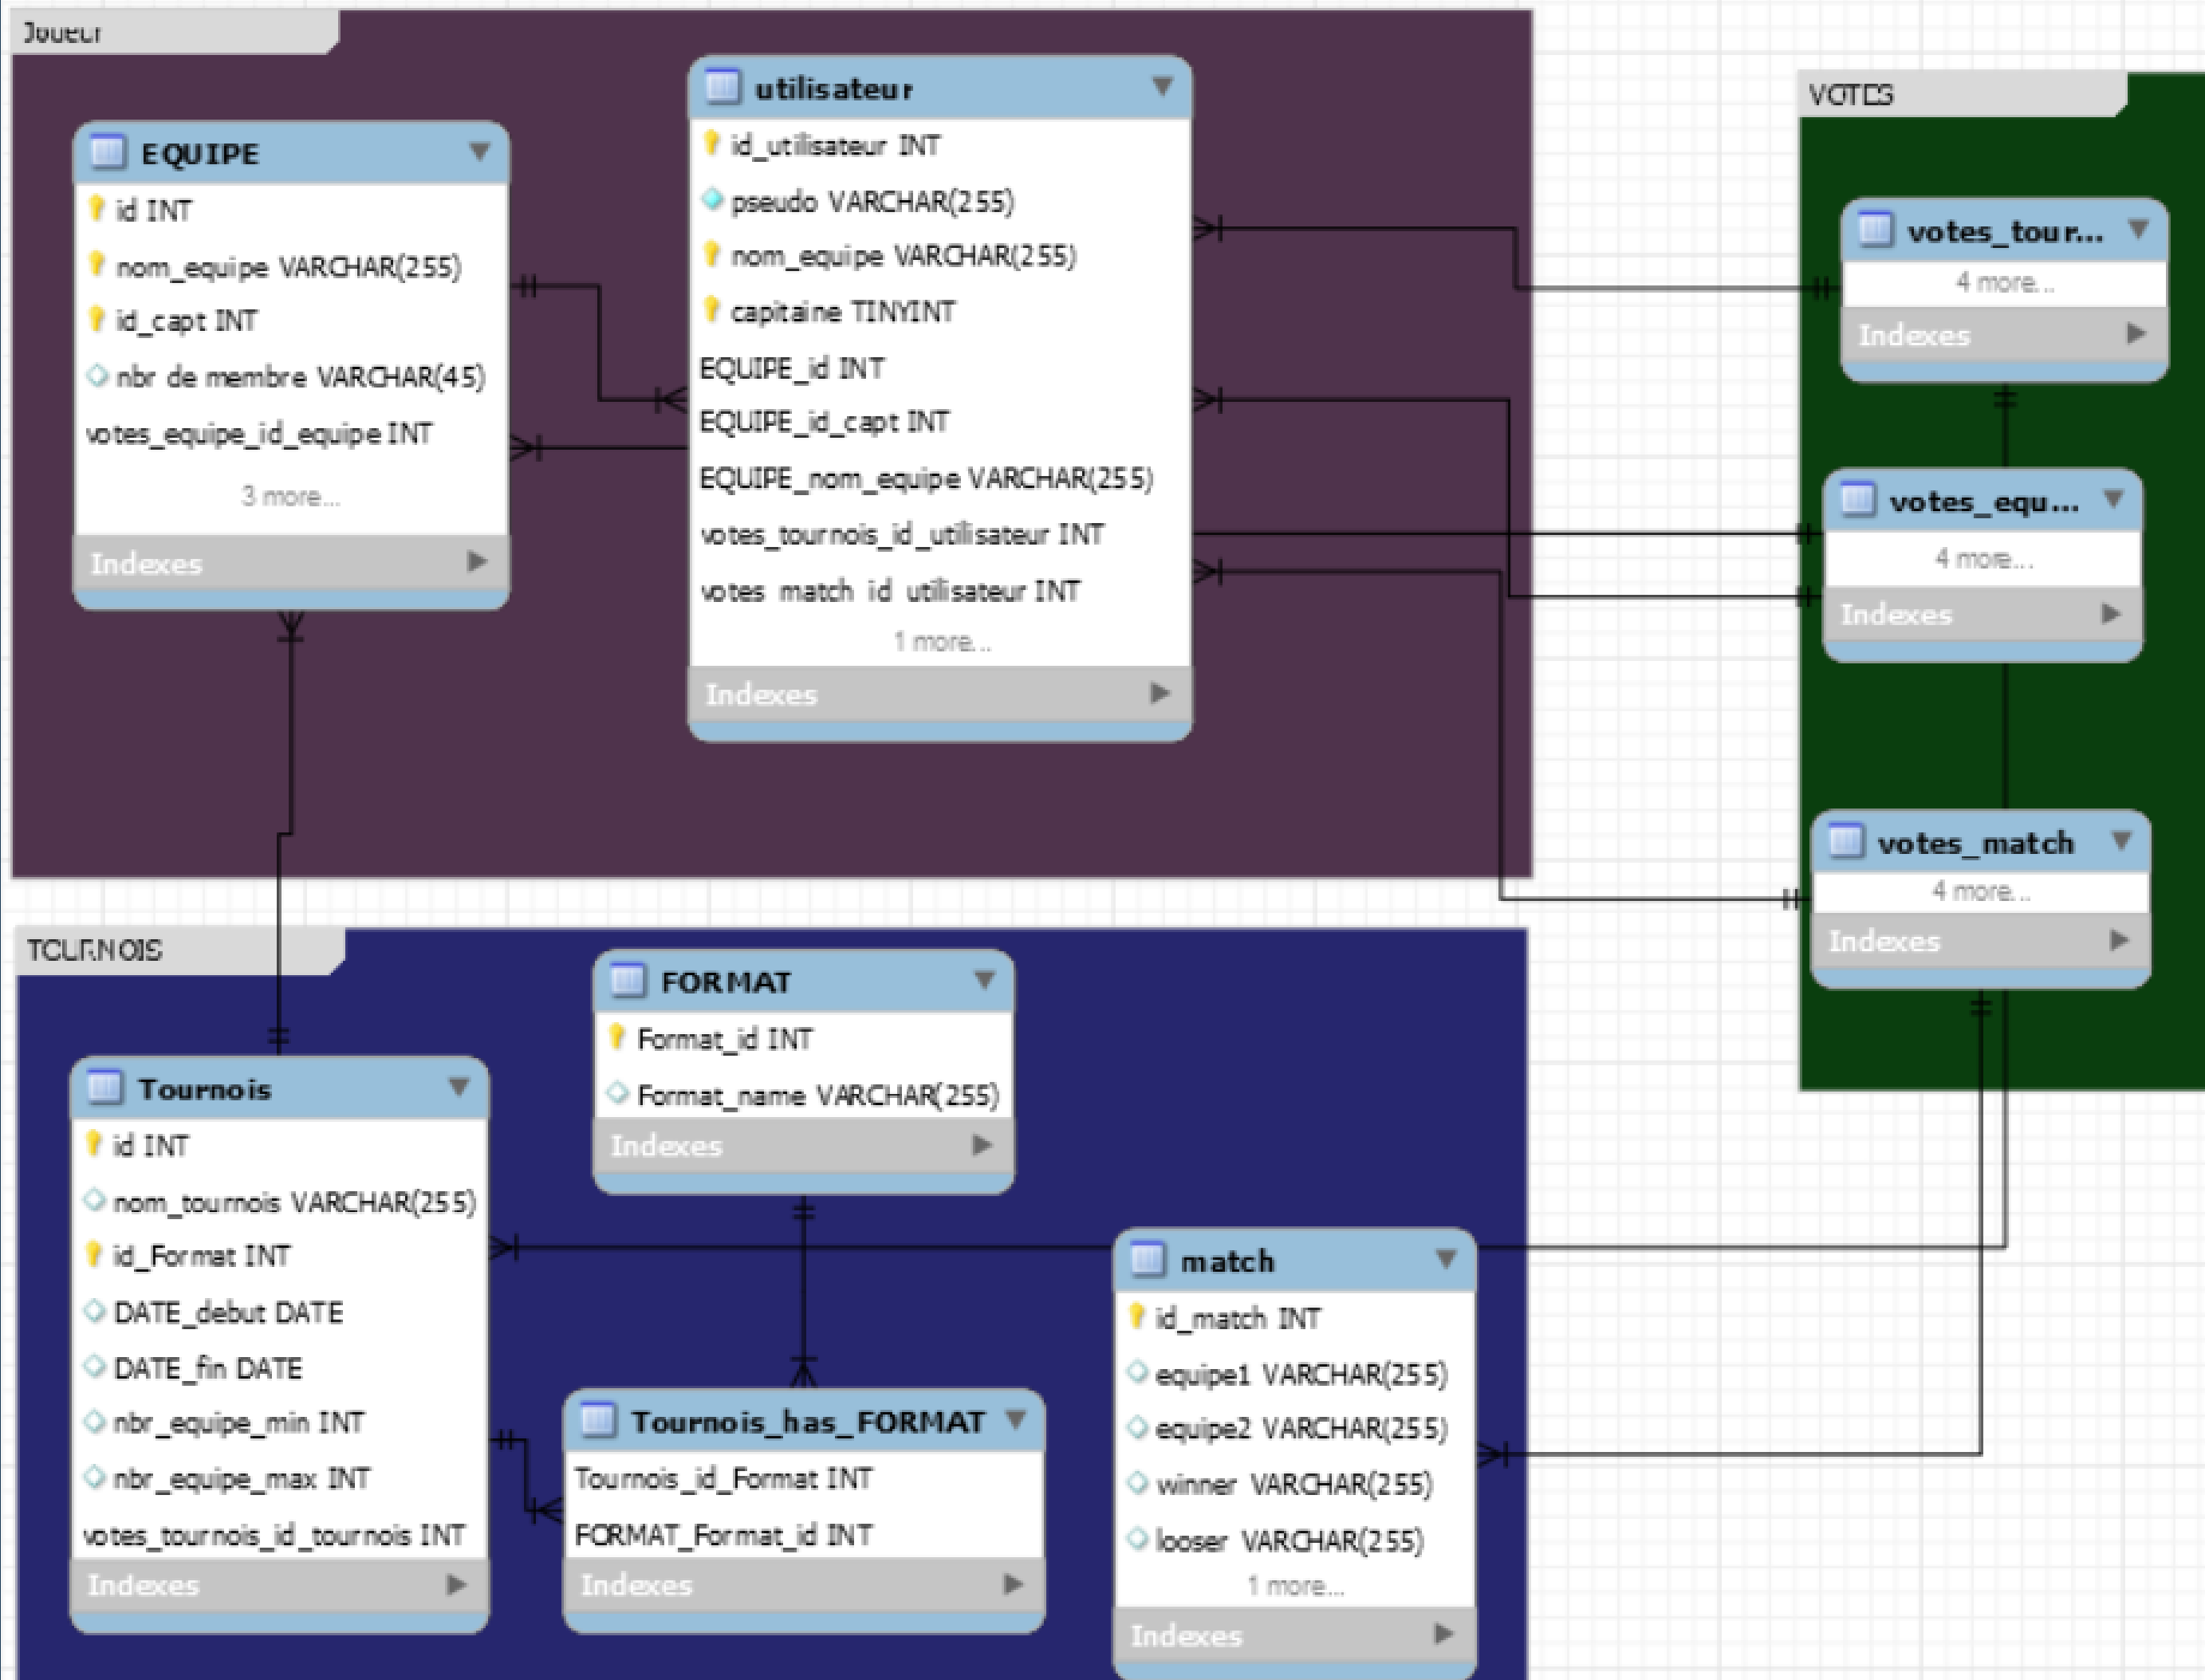 Joueur
EQUIPE
id INT
nom_equipe VARCHAR(255)
id_capt INT
nbr de membre VARCHAR(45)
votes_equipe_id_equipe INT
3 more...
Indexes
utilisateur
id_utilisateur INT
pseudo VARCHAR(255)
nom_equipe VARCHAR(255)
capitaine TINYINT
EQUIPE_id INT
EQUIPE_id_capt INT
EQUIPE_nom_equipe VARCHAR(255)
votes_tournois_id_utilisateur INT
votes_match_id_utilisateur INT
1 more...
Indexes
VOTES
votes_tour...
4 more...
Indexes
votes_equ...
4 more...
Indexes
votes_match
4 more...
Indexes
TOURNOIS
Tournois
id INT
nom_tournois VARCHAR(255)
id_Format INT
DATE_debut DATE
DATE_fin DATE
nbr_equipe_min INT
nbr_equipe_max INT
votes_tournois_id_tournois INT
Indexes
FORMAT
Format_id INT
Format_name VARCHAR(255)
Indexes
Tournois_has_FORMAT
Tournois_id_Format INT
FORMAT_Format_id INT
Indexes
match
id_match INT
equipe1 VARCHAR(255)
equipe2 VARCHAR(255)
winner VARCHAR(255)
looser VARCHAR(255)
1 more...
Indexes